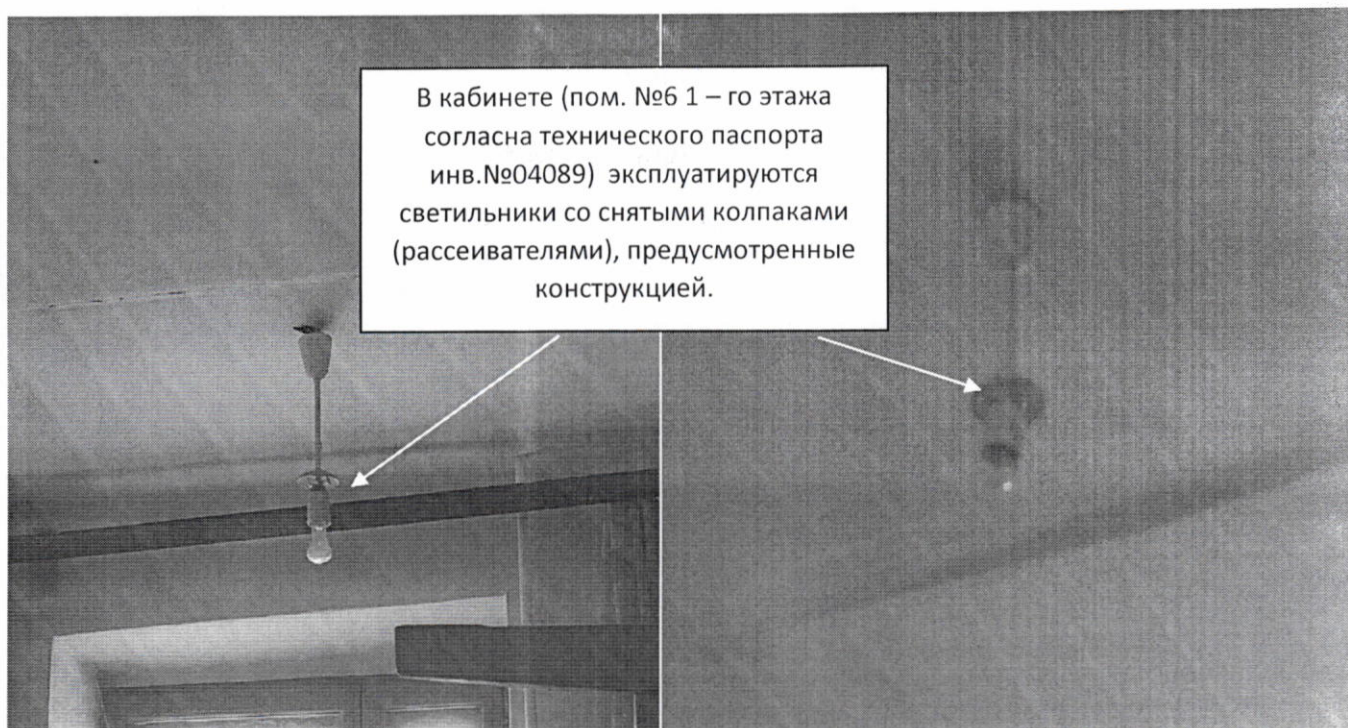 В кабинете (пом. №6 1 – го этажа
согласна технического паспорта
инв.№04089) эксплуатируются
светильники со снятыми колпаками
(рассеивателями), предусмотренные
конструкцией.